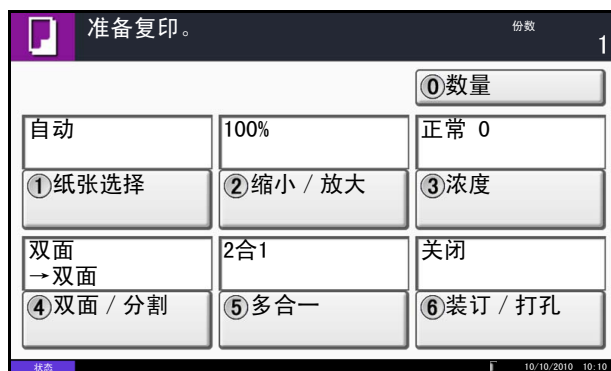 准备复印。
份数
1
0数量
自动
100%
正常 0
1纸张选择
2缩小 / 放大
3浓度
双面
→双面
2合1
关闭
4双面 / 分割
5多合一
6装订 / 打孔
状态
10/10/2010 10:10